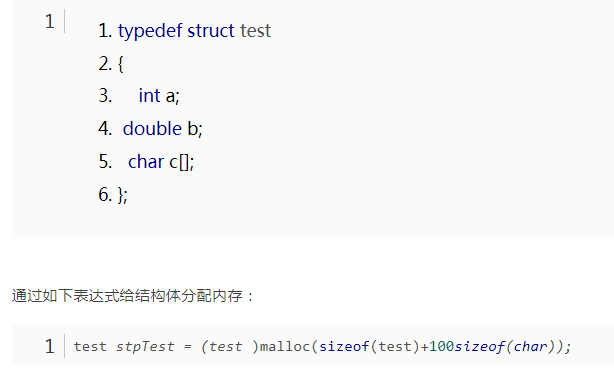 1
1. typedef struct test
2. {
3. int a;
4. double b;
5. char c[];
6. };
通过如下表达式给结构体分配内存：
1 test stpTest = (test )malloc(sizeof(test)+100sizeof(char));